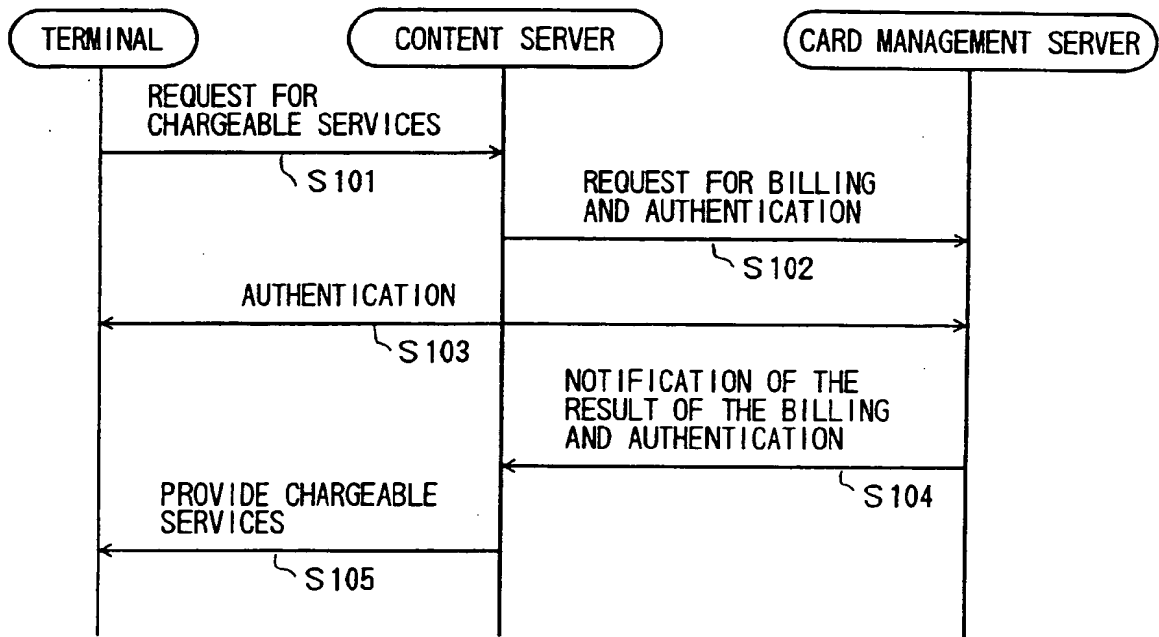 TERMINAL
CONTENT SERVER
CARD MANAGEMENT SERVER
REQUEST FOR
CHARGEABLE SERVICES
S101
REQUEST FOR BILLING
AND AUTHENTICATION
S102
AUTHENTICATION
S103
NOTIFICATION OF THE
RESULT OF THE BILLING
AND AUTHENTICATION
S104
PROVIDE CHARGEABLE
SERVICES
S105